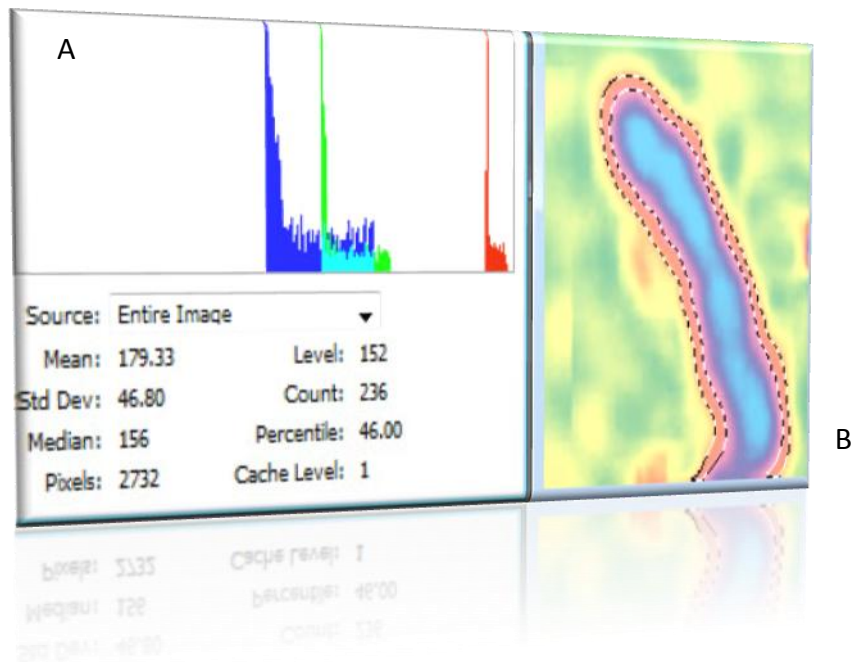 A
Source: Entire Imaqe
Mean: 179.33 Level: 152
Std Dev: 46.80 Count: 236
Median: 156 Percentile: 46.00
Pixels: 2732 Cache Level: 1
B